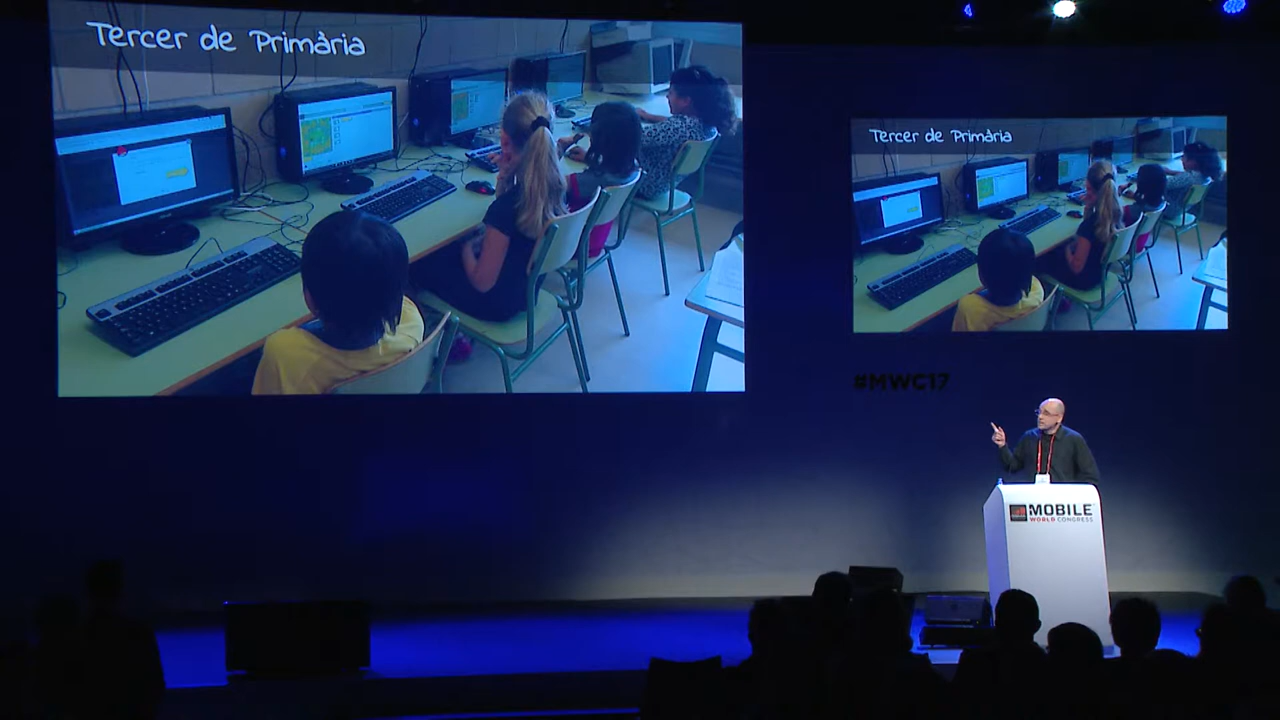 Tercer de Primària
Tercer de Primària
#MWC17
MOBILE
WORLD CONGRESS